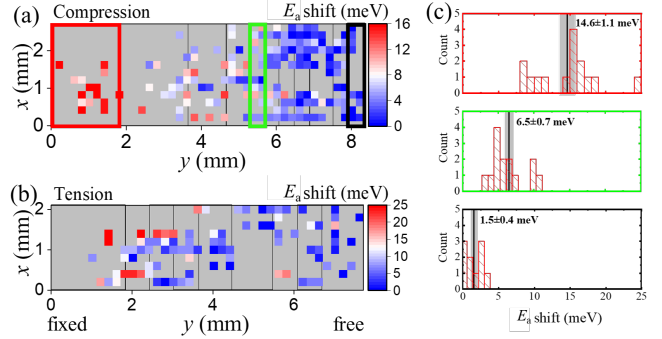 (a) Compression Eₐ shift (meV)
16
12
8
4
0
x (mm)
2
1
0
0 2 4 6 8
y (mm)
(b) Tension Eₐ shift (meV)
25
20
15
10
5
0
x (mm)
2
1
0
0 2 4 6
fixed y (mm) free
(c)
Count
5
4
3
2
1
0
14.6±1.1 meV
Count
5
4
3
2
1
0
6.5±0.7 meV
Count
5
4
3
2
1
0
1.5±0.4 meV
0 5 10 15 20 25
Eₐ shift (meV)